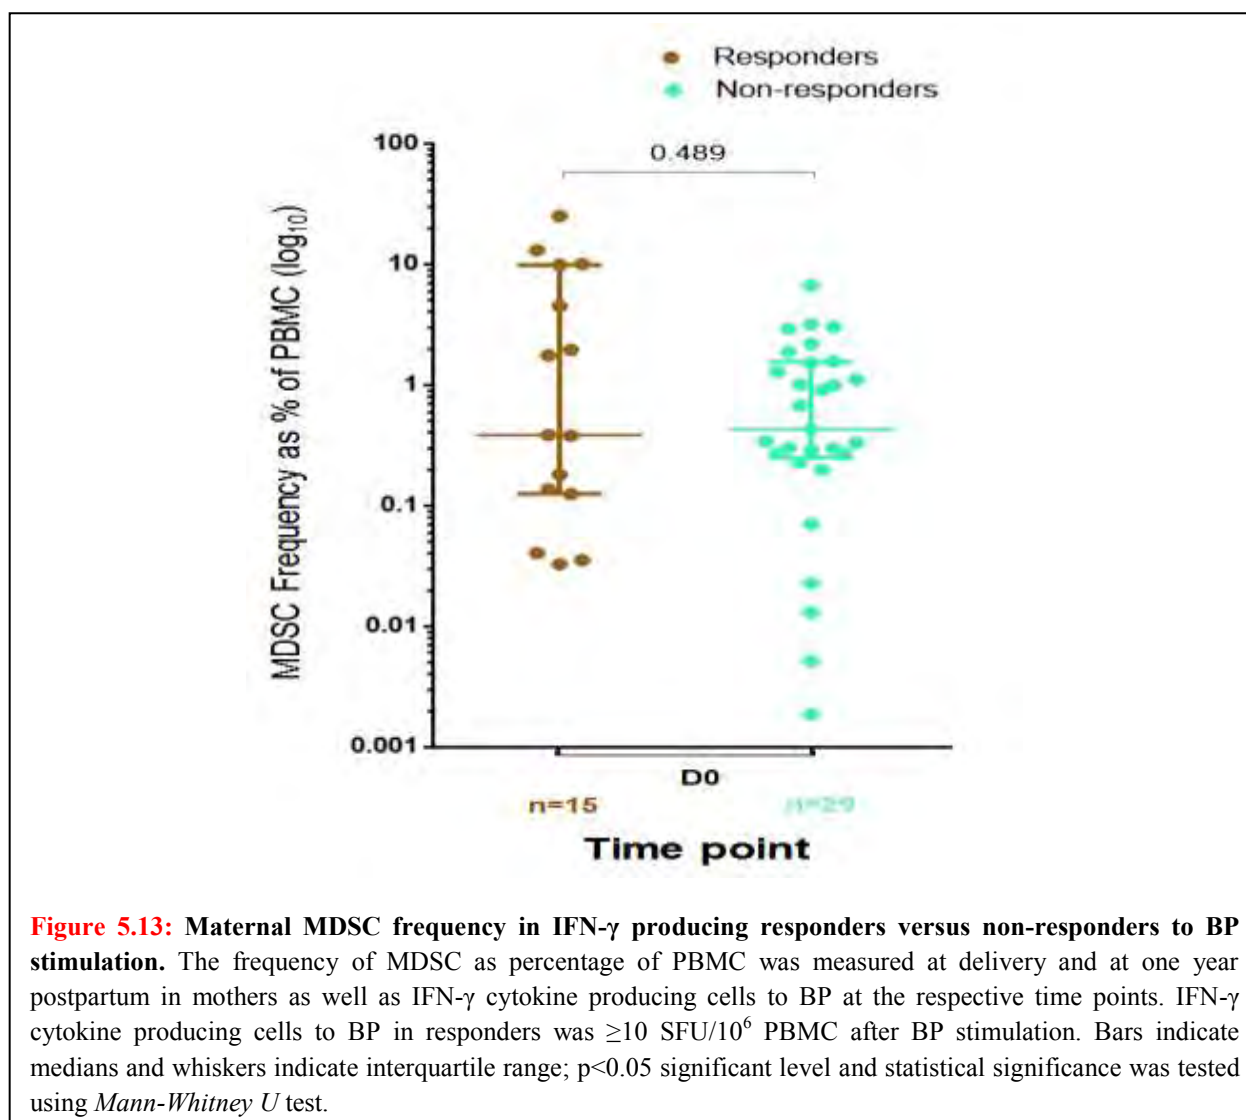 Responders
Non-responders
0.489
100
10
1
0.1
0.01
0.001
MDSC Frequency as % of PBMC (log₁₀)
D0
n=15
n=29
Time point
Figure 5.13: Maternal MDSC frequency in IFN-γ producing responders versus non-responders to BP
stimulation. The frequency of MDSC as percentage of PBMC was measured at delivery and at one year
postpartum in mothers as well as IFN-γ cytokine producing cells to BP at the respective time points. IFN-γ
cytokine producing cells to BP in responders was ≥10 SFU/10⁶ PBMC after BP stimulation. Bars indicate
medians and whiskers indicate interquartile range; p<0.05 significant level and statistical significance was tested
using Mann-Whitney U test.